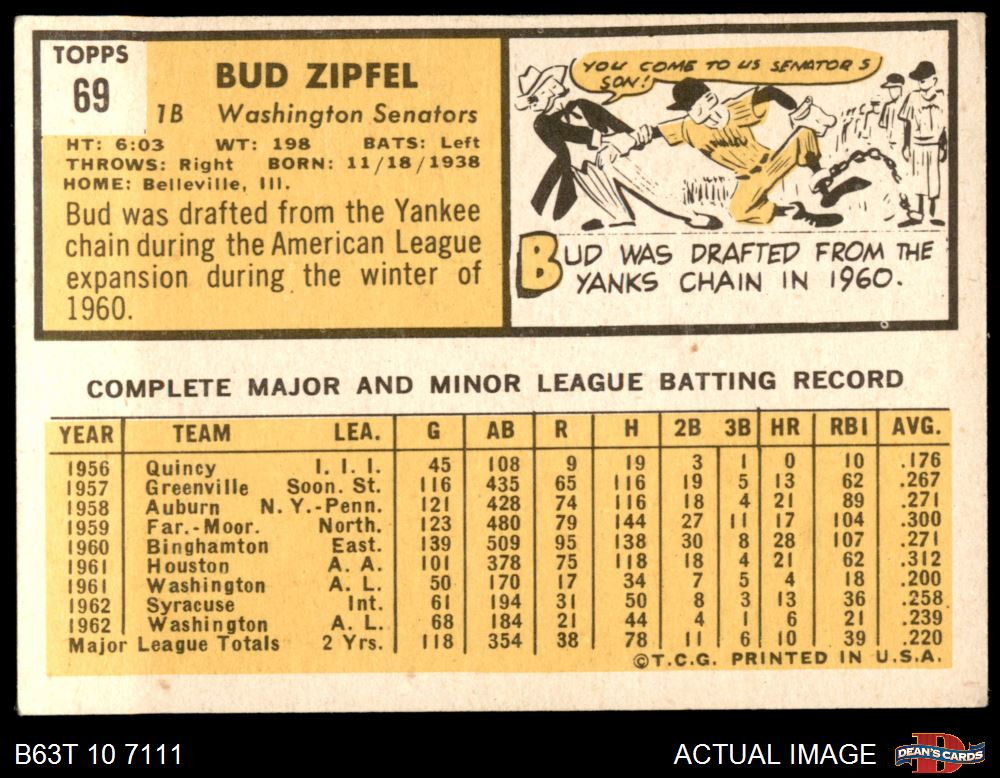 TOPPS
69
BUD ZIPFEL
1B Washington Senators
HT: 6:03 WT: 198 BATS: Left
THROWS: Right BORN: 11/18/1938
HOME: Belleville, Ill.
Bud was drafted from the Yankee
chain during the American League
expansion during the winter of
1960.
YOU COME TO US SENATOR S
SON!
BUD WAS DRAFTED FROM THE
YANKS CHAIN IN 1960.
COMPLETE MAJOR AND MINOR LEAGUE BATTING RECORD
YEAR TEAM LEA. G AB R H 2B 3B HR RBI AVG.
1956 Quincy I. I. I. 45 108 9 19 3 1 0 10 .176
1957 Greenville Soon. St. 116 435 65 116 19 5 13 62 .267
1958 Auburn N. Y.-Penn. 121 428 74 116 18 4 21 89 .271
1959 Far.-Moor. North. 123 480 79 144 27 11 17 104 .300
1960 Binghamton East. 139 509 95 138 30 8 28 107 .271
1961 Houston A. A. 101 378 75 118 18 4 21 62 .312
1961 Washington A. L. 50 170 17 34 7 5 4 18 .200
1962 Syracuse Int. 61 194 31 50 8 3 13 36 .258
1962 Washington A. L. 68 184 21 44 4 1 6 21 .239
Major League Totals 2 Yrs. 118 354 38 78 11 6 10 39 .220
©T.C.G. PRINTED IN U.S.A.
B63T 10 7111
ACTUAL IMAGE
DEAN'S CARDS